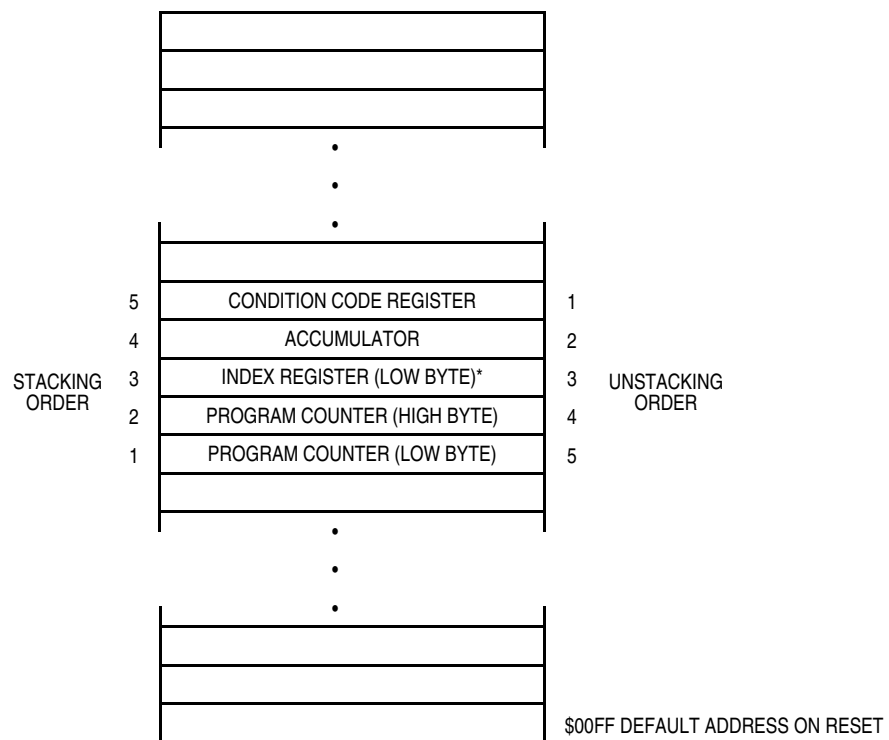 5 CONDITION CODE REGISTER 1
4 ACCUMULATOR 2
STACKING ORDER
3 INDEX REGISTER (LOW BYTE)* 3
UNSTACKING ORDER
2 PROGRAM COUNTER (HIGH BYTE) 4
1 PROGRAM COUNTER (LOW BYTE) 5
$00FF DEFAULT ADDRESS ON RESET